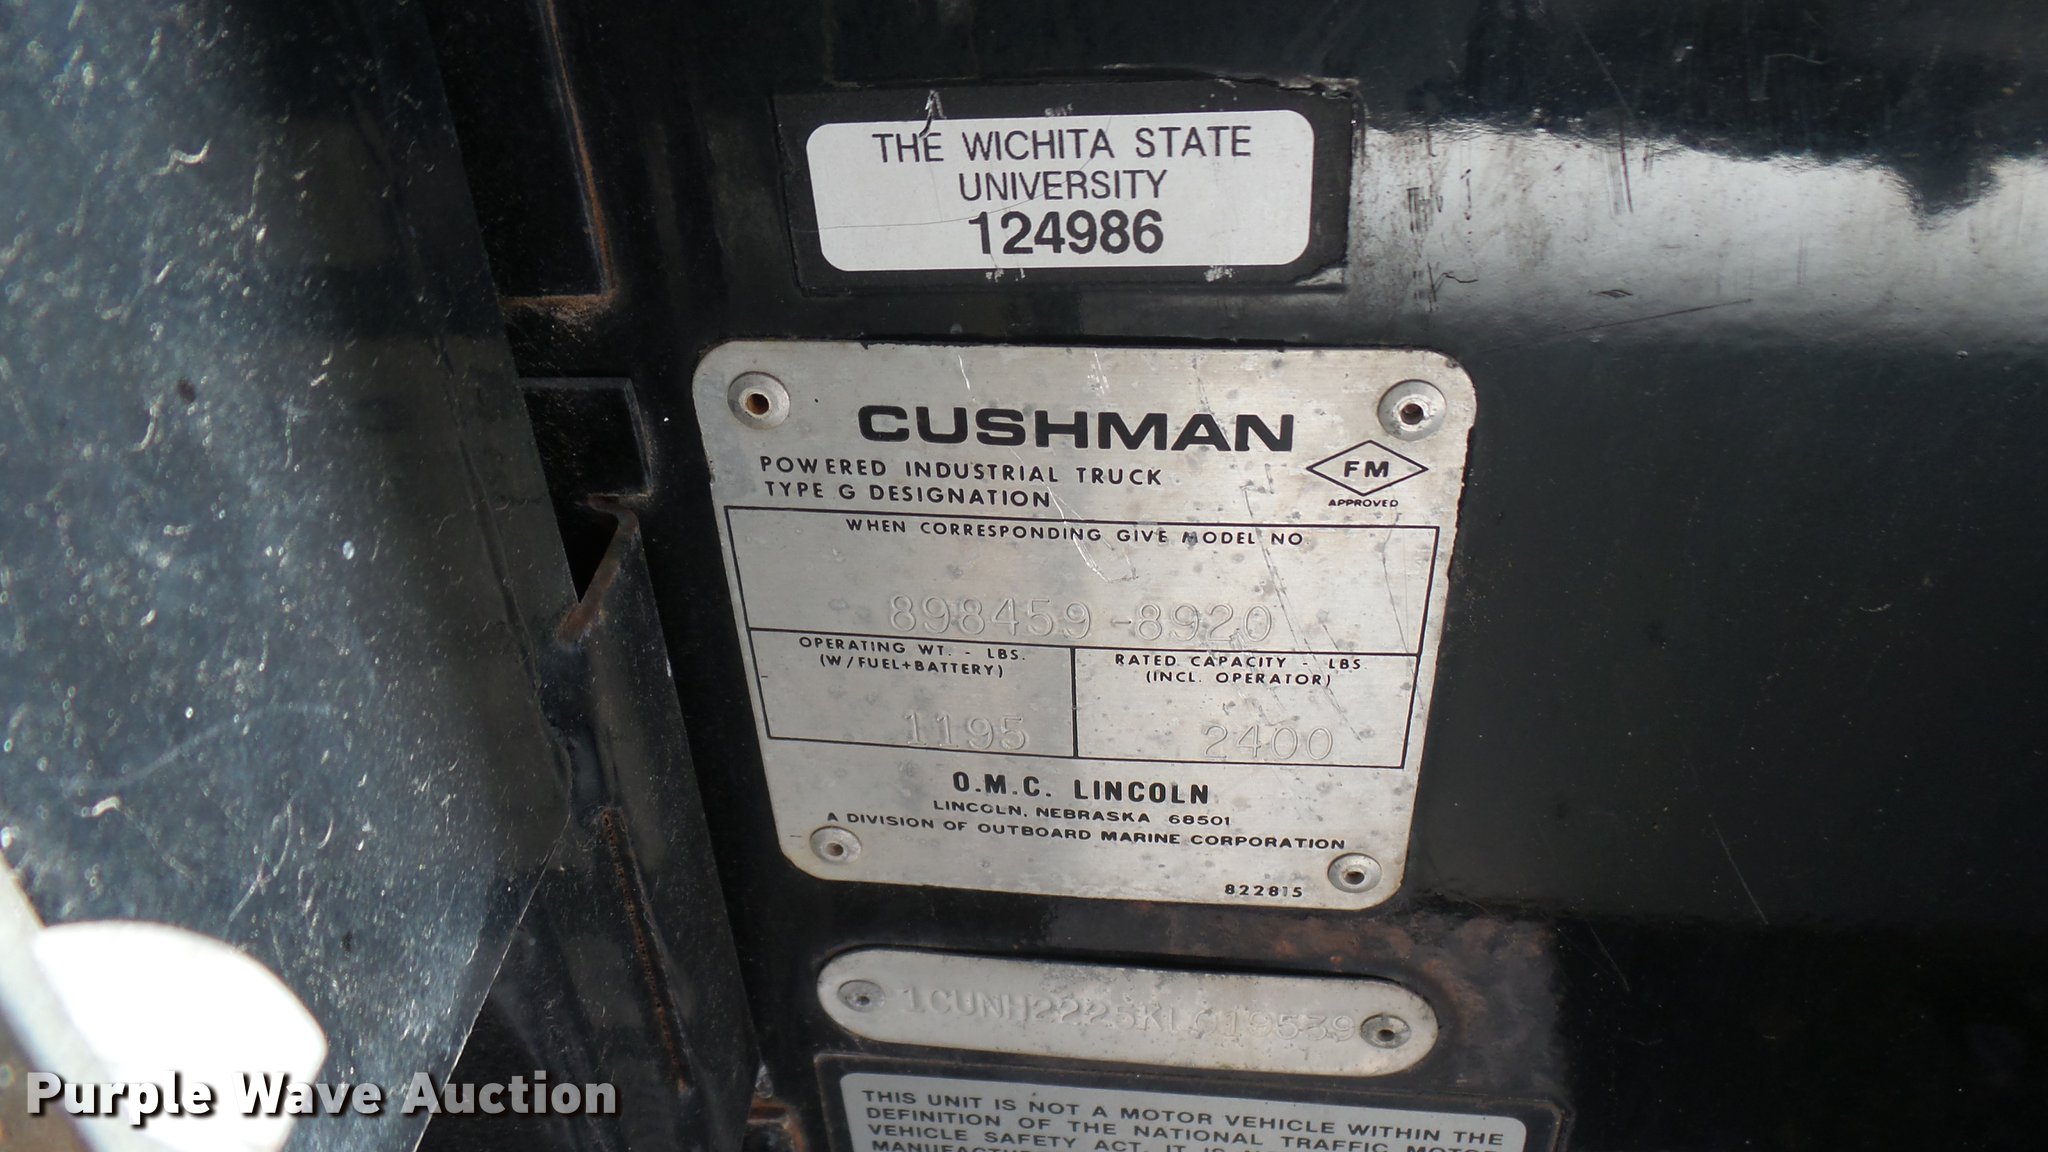 THE WICHITA STATE
UNIVERSITY
124986
CUSHMAN
POWERED INDUSTRIAL TRUCK
TYPE G DESIGNATION
FM
APPROVED
WHEN CORRESPONDING GIVE MODEL NO.
898459-8920
OPERATING WT. - LBS.
(W/FUEL+BATTERY)
1195
RATED CAPACITY - LBS
(INCL. OPERATOR)
2400
O.M.C. LINCOLN
LINCOLN, NEBRASKA 68501
A DIVISION OF OUTBOARD MARINE CORPORATION
822815
THIS UNIT IS NOT A MOTOR VEHICLE WITHIN THE
DEFINITION OF THE NATIONAL TRAFFIC MOTOR
VEHICLE SAFETY ACT. IT IS
Purple Wave Auction